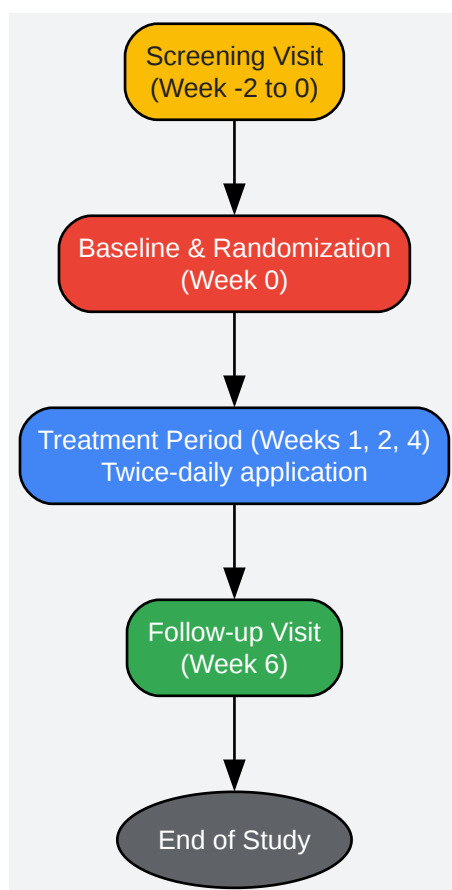 Screening Visit
(Week -2 to 0)
Baseline & Randomization
(Week 0)
Treatment Period (Weeks 1, 2, 4)
Twice-daily application
Follow-up Visit
(Week 6)
End of Study